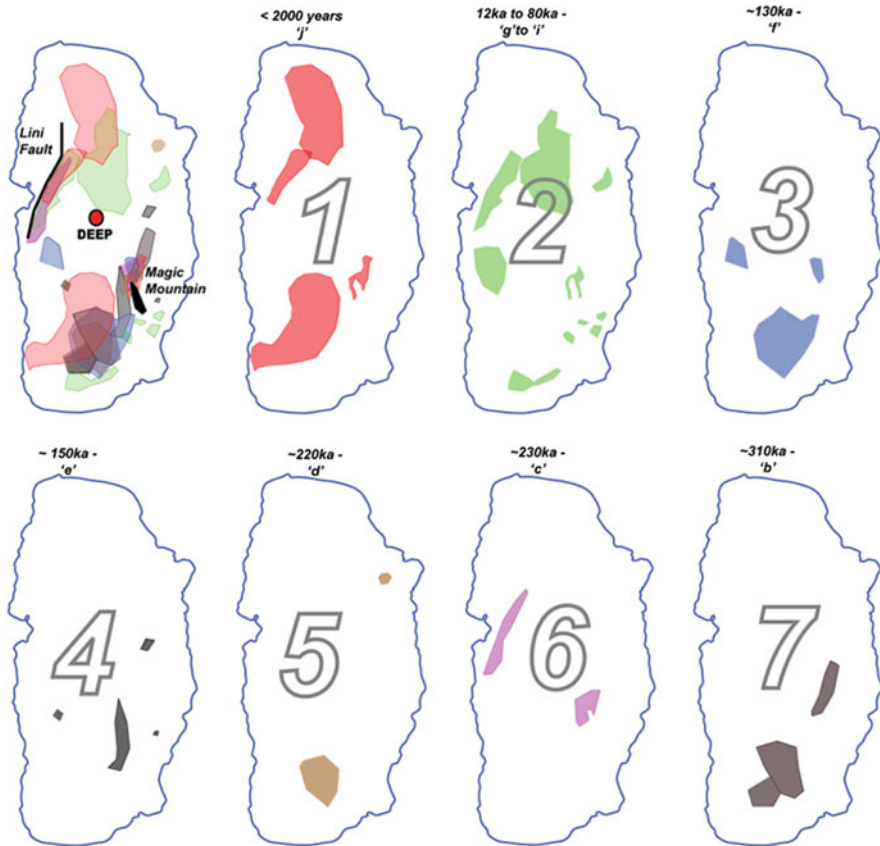 < 2000 years
‘j’
12ka to 80ka -
‘g’to ‘i’
~130ka -
‘f’
Lini
Fault
DEEP
Magic
Mountain
1
2
3
~ 150ka -
‘e’
~220ka -
‘d’
~230ka -
‘c’
~310ka -
‘b’
4
5
6
7